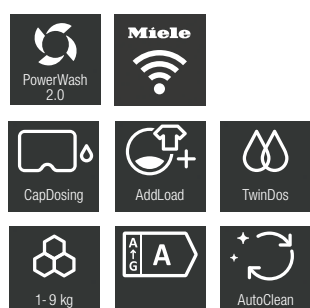 Miele
PowerWash
2.0
CapDosing
AddLoad
TwinDos
1- 9 kg
A
↑
G
A
AutoClean